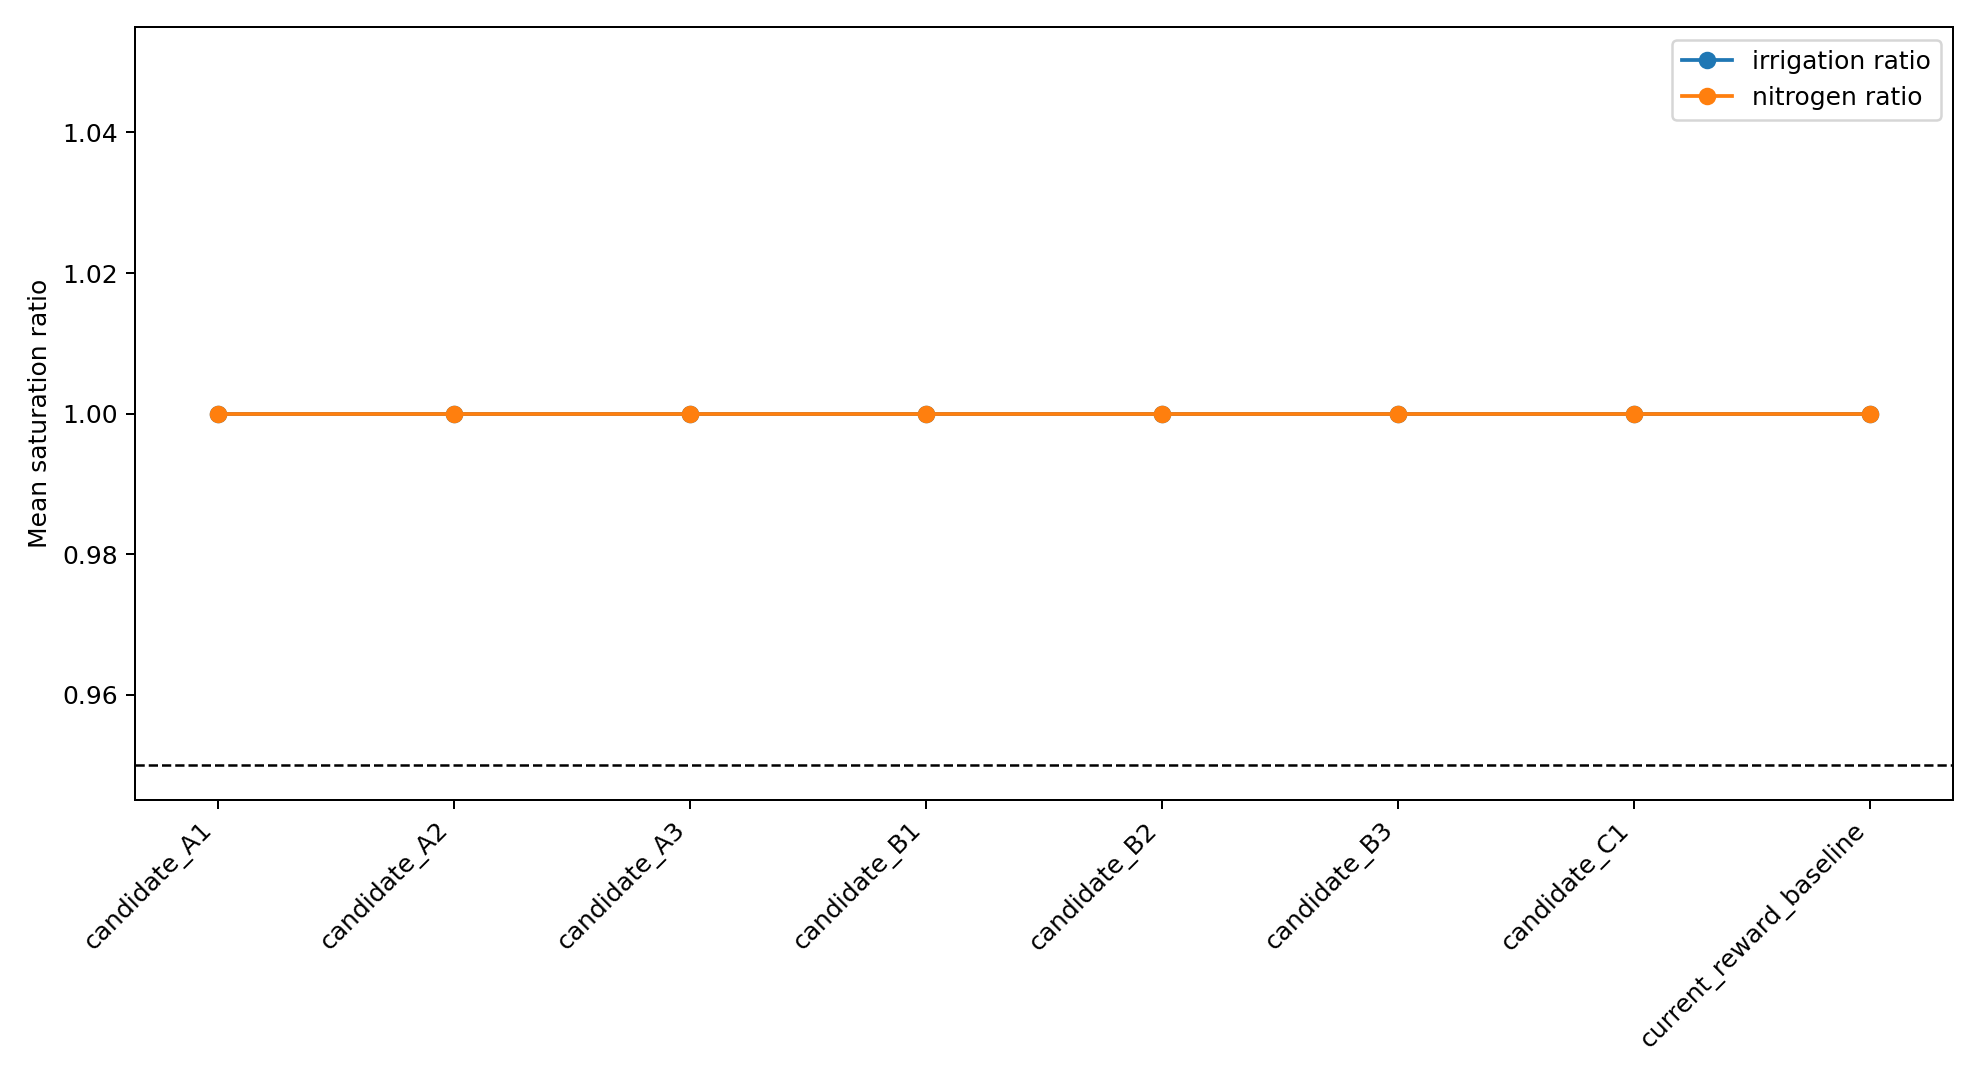 irrigation ratio
nitrogen ratio
Mean saturation ratio
1.04
1.02
1.00
0.98
0.96
candidate_A1
candidate_A2
candidate_A3
candidate_B1
candidate_B2
candidate_B3
candidate_C1
current_reward_baseline